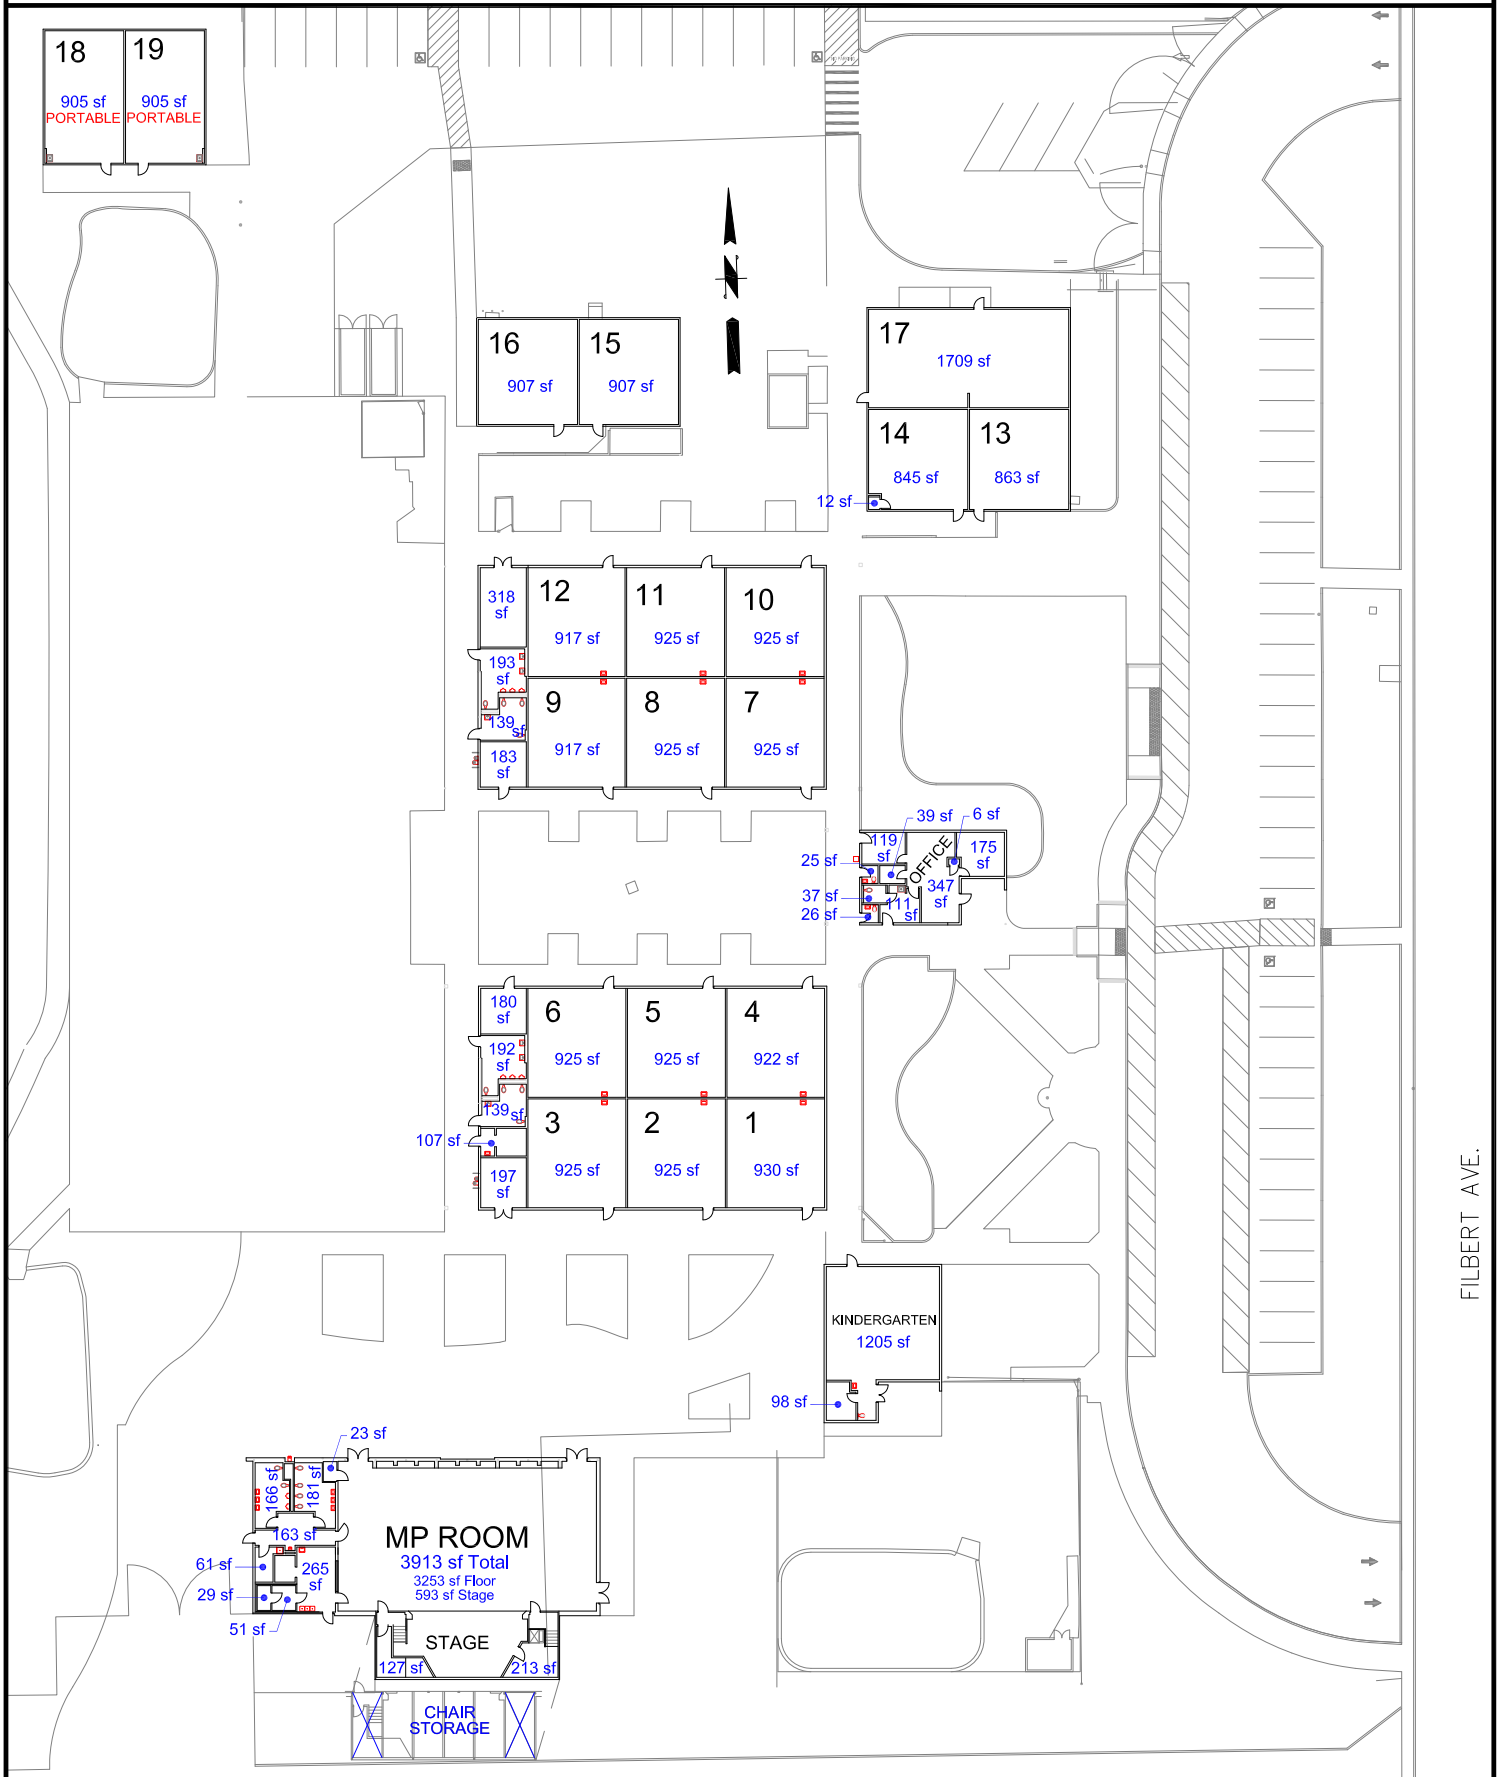 18
905 sf
PORTABLE
19
905 sf
PORTABLE
N
16
907 sf
15
907 sf
17
1709 sf
14
845 sf
13
863 sf
12 sf
318
sf
12
917 sf
11
925 sf
10
925 sf
193
sf
139
sf
183
sf
9
917 sf
8
925 sf
7
925 sf
39 sf
6 sf
119
sf
OFFICE
175
sf
25 sf
347
sf
37 sf
111
sf
26 sf
180
sf
6
925 sf
5
925 sf
4
922 sf
192
sf
139
sf
107 sf
197
sf
3
925 sf
2
925 sf
1
930 sf
FILBERT AVE.
KINDERGARTEN
1205 sf
98 sf
23 sf
166 sf
181 sf
163 sf
MP ROOM
3913 sf Total
3253 sf Floor
593 sf Stage
61 sf
265
sf
29 sf
51 sf
STAGE
127 sf
213 sf
CHAIR
STORAGE